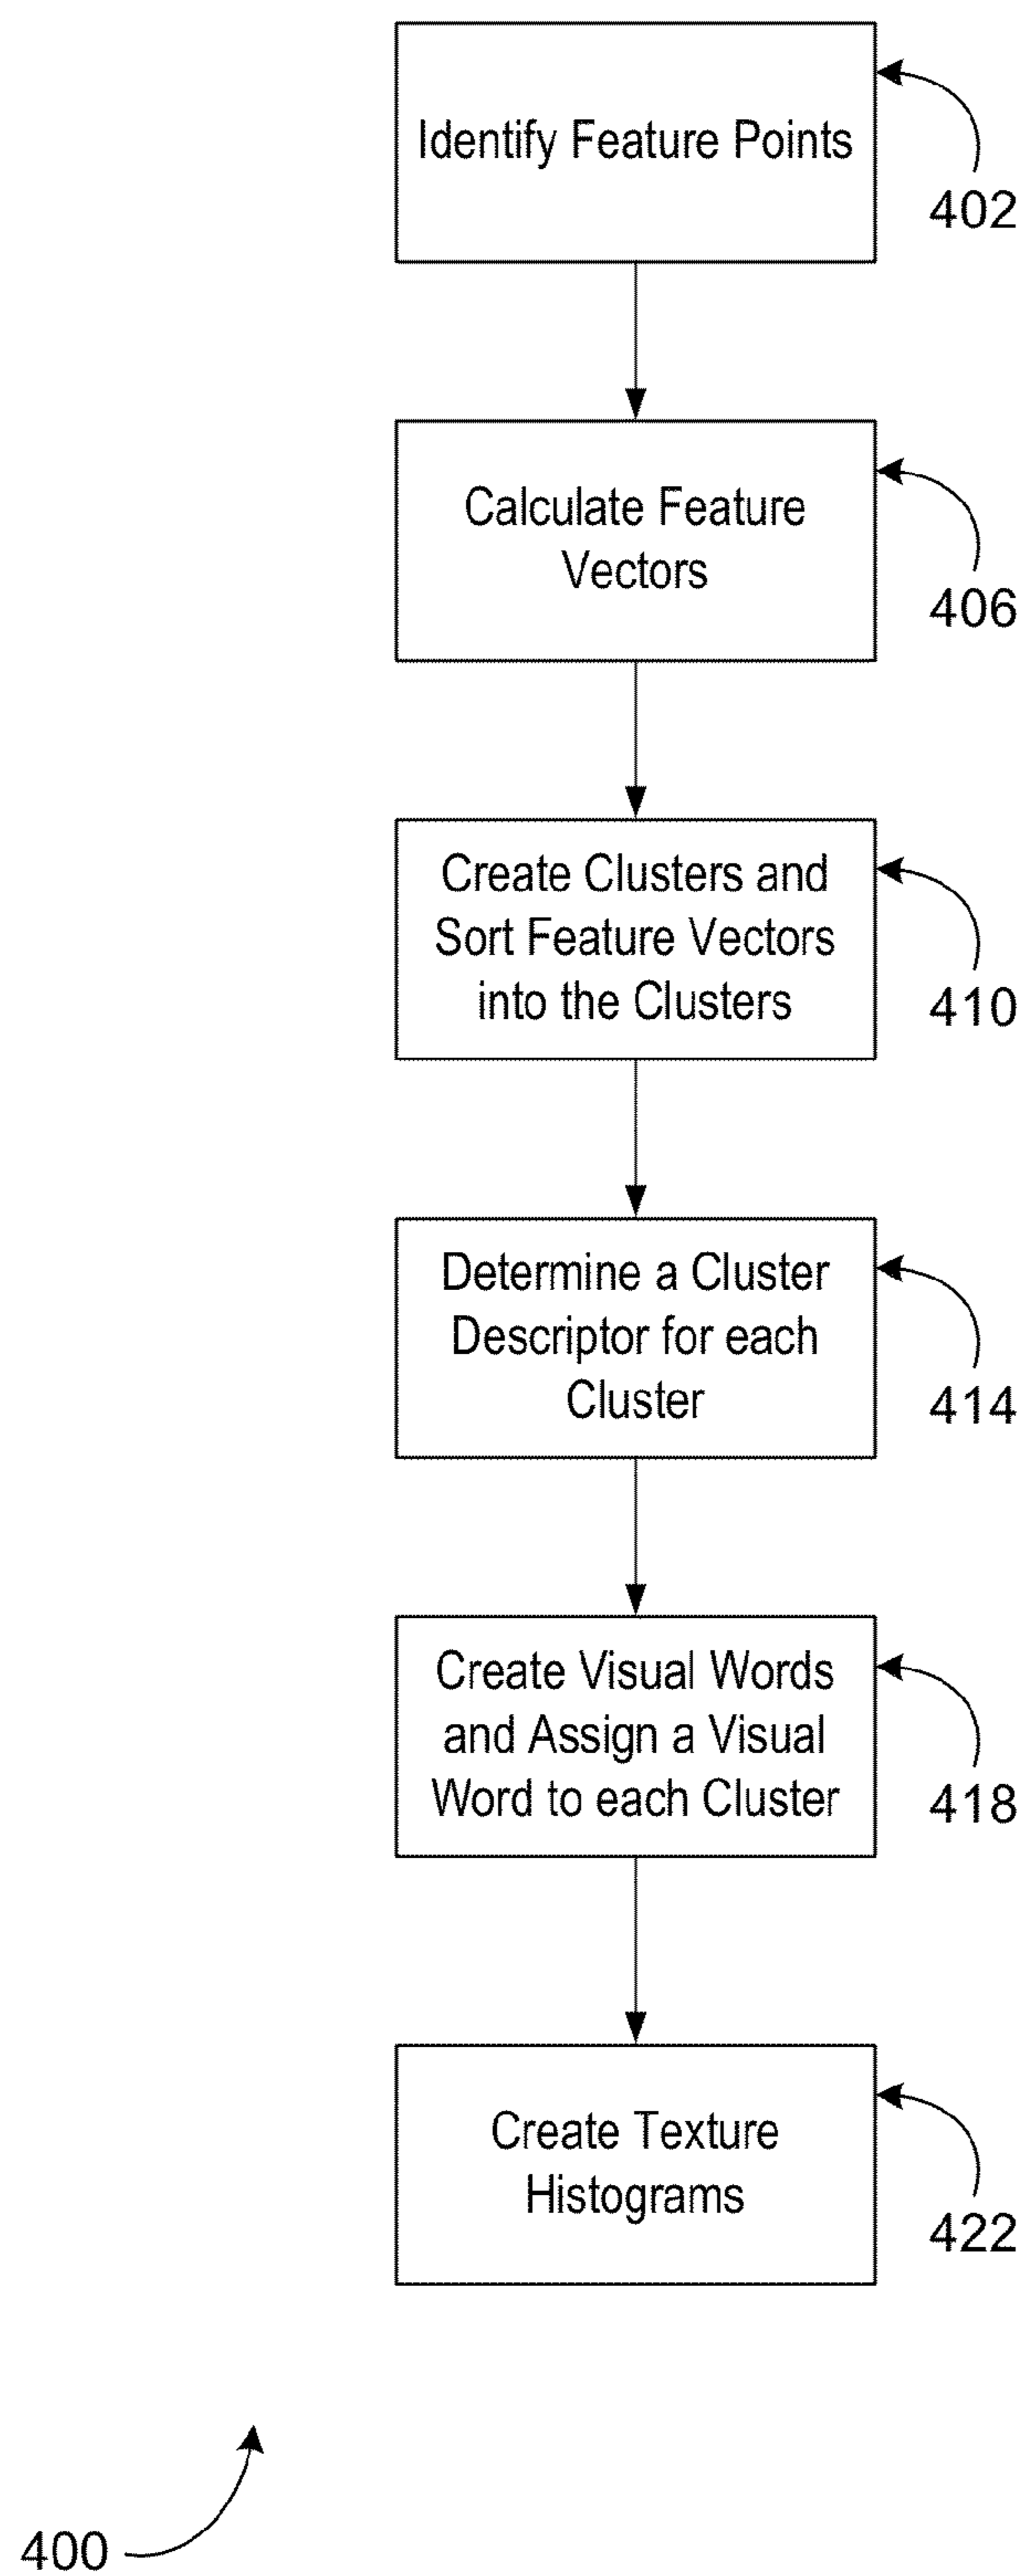 Identify Feature Points
402
Calculate Feature
Vectors
406
Create Clusters and
Sort Feature Vectors
into the Clusters
410
Determine a Cluster
Descriptor for each
Cluster
414
Create Visual Words
and Assign a Visual
Word to each Cluster
418
Create Texture
Histograms
422
400